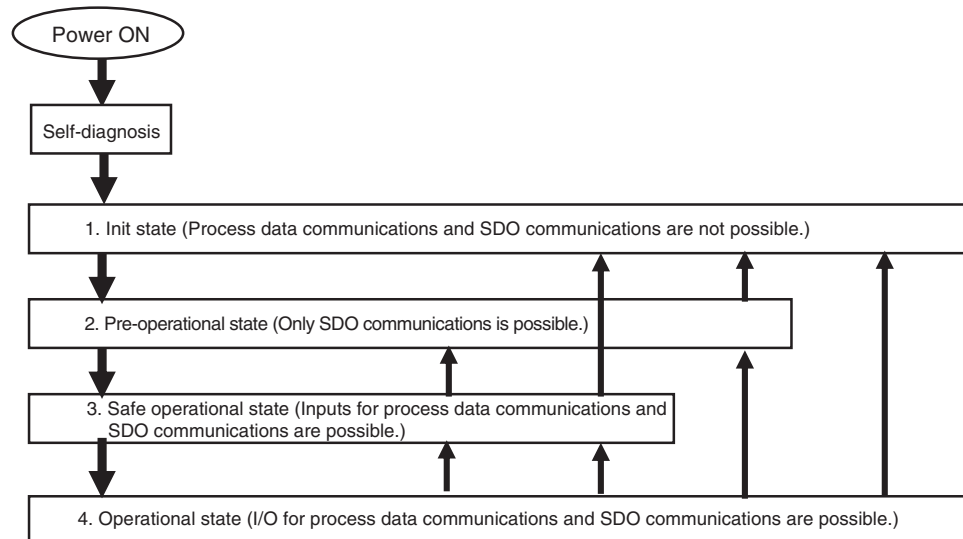 Power ON
Self-diagnosis
1. Init state (Process data communications and SDO communications are not possible.)
2. Pre-operational state (Only SDO communications is possible.)
3. Safe operational state (Inputs for process data communications and
SDO communications are possible.)
4. Operational state (I/O for process data communications and SDO communications are possible.)